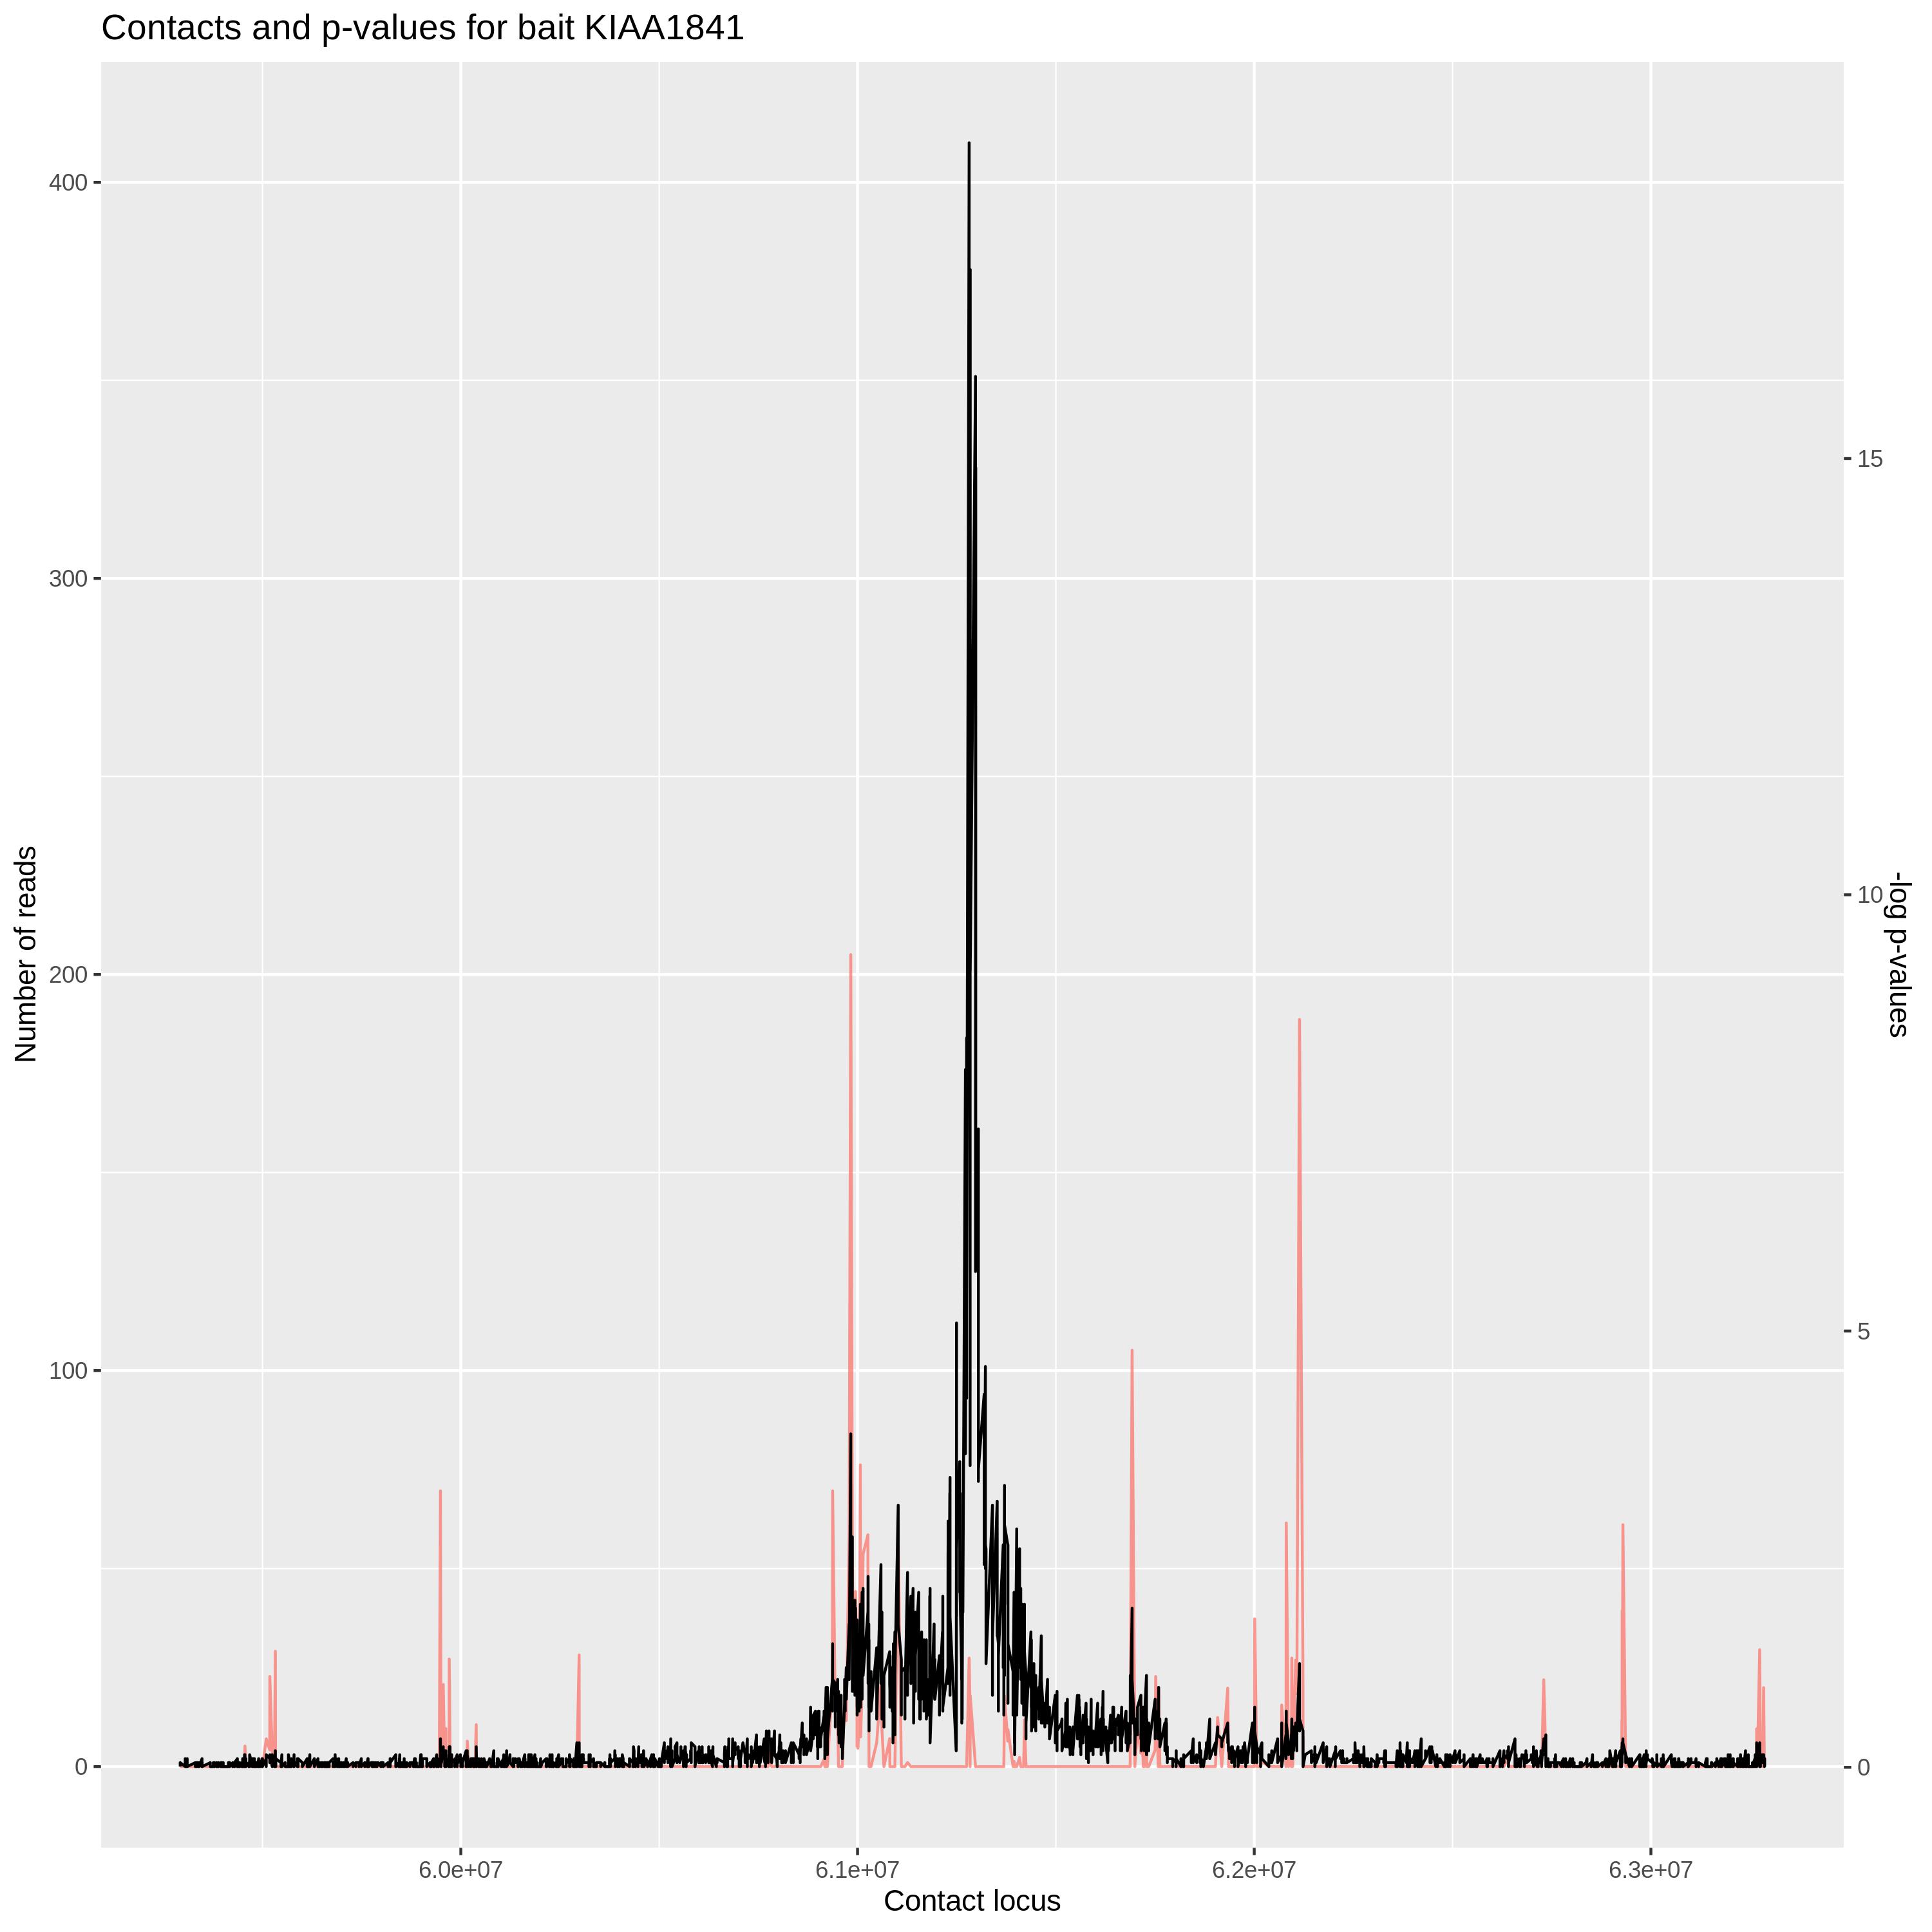 Contacts and p-values for bait KIAA1841
400
300
200
100
0
Number of reads
15
10
5
0
-log p-values
6.0e+07 6.1e+07 6.2e+07 6.3e+07
Contact locus